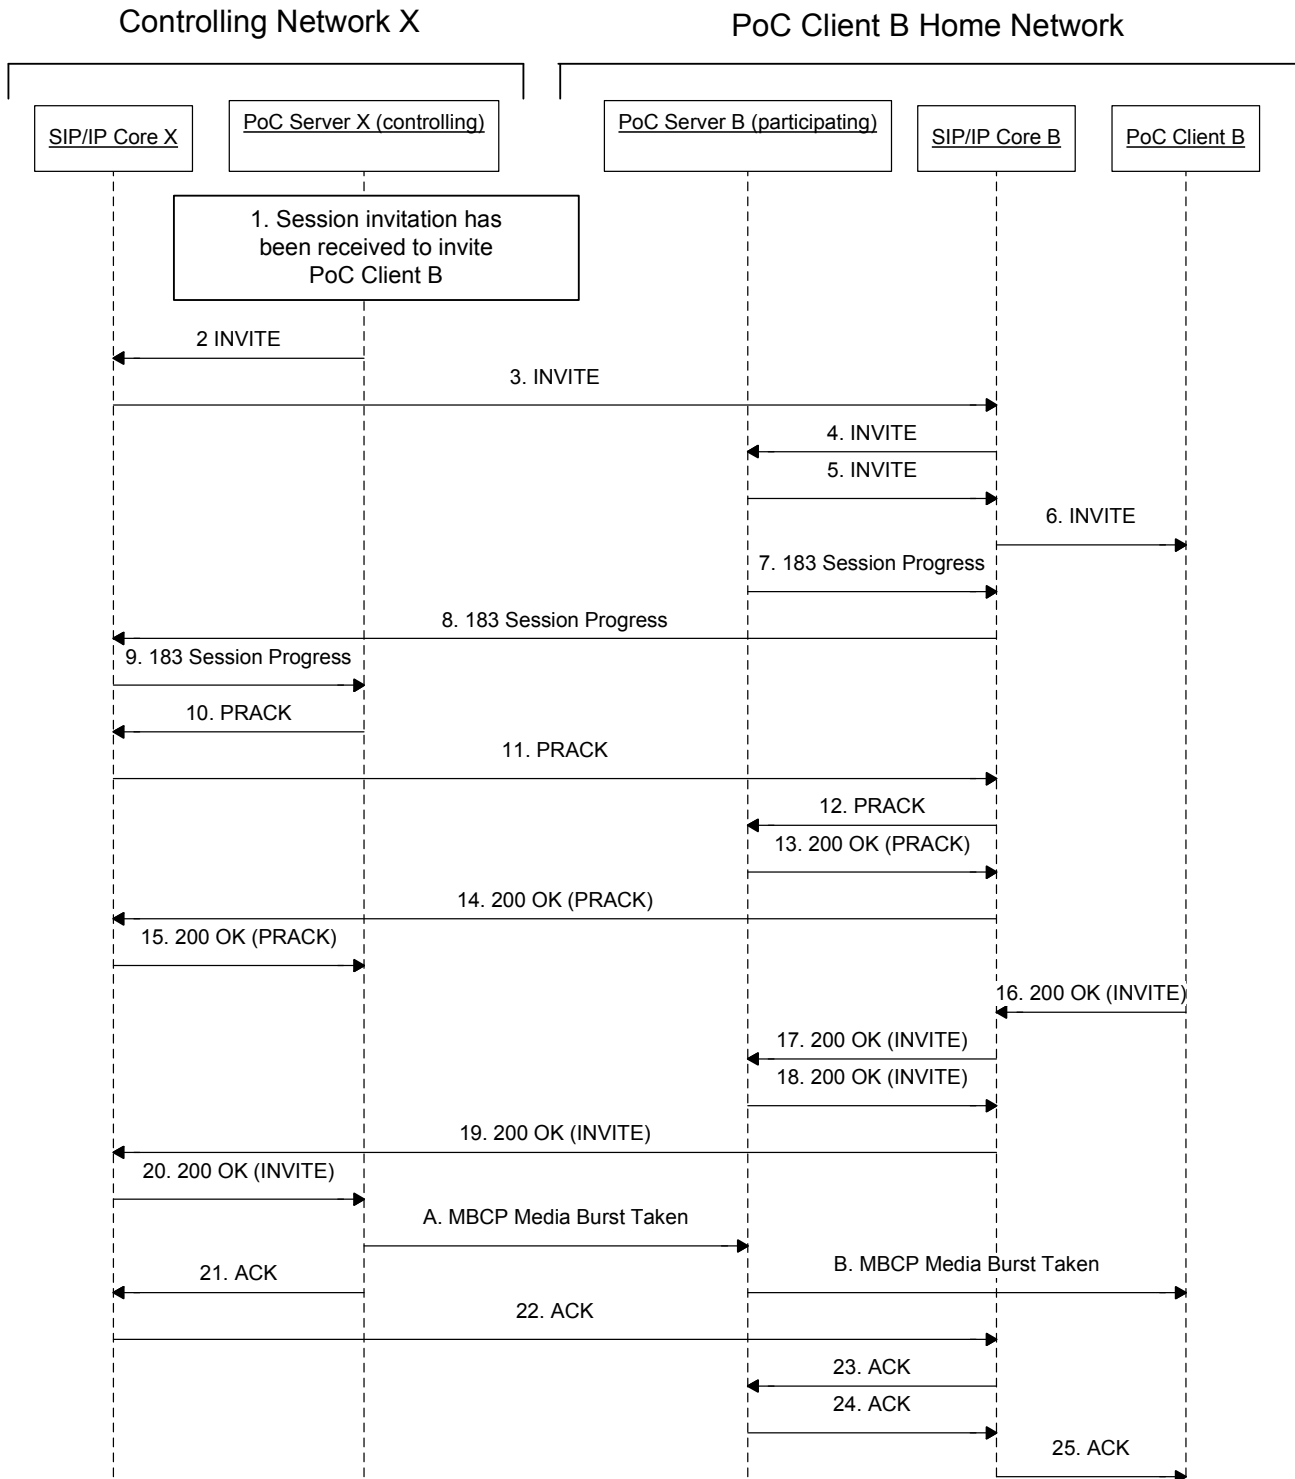 Controlling Network X
PoC Client B Home Network
SIP/IP Core X
PoC Server X (controlling)
PoC Server B (participating)
SIP/IP Core B
PoC Client B
1. Session invitation has
been received to invite
PoC Client B
2 INVITE
3. INVITE
4. INVITE
5. INVITE
6. INVITE
7. 183 Session Progress
8. 183 Session Progress
9. 183 Session Progress
10. PRACK
11. PRACK
12. PRACK
13. 200 OK (PRACK)
14. 200 OK (PRACK)
15. 200 OK (PRACK)
16. 200 OK (INVITE)
17. 200 OK (INVITE)
18. 200 OK (INVITE)
19. 200 OK (INVITE)
20. 200 OK (INVITE)
A. MBCP Media Burst Taken
21. ACK
B. MBCP Media Burst Taken
22. ACK
23. ACK
24. ACK
25. ACK